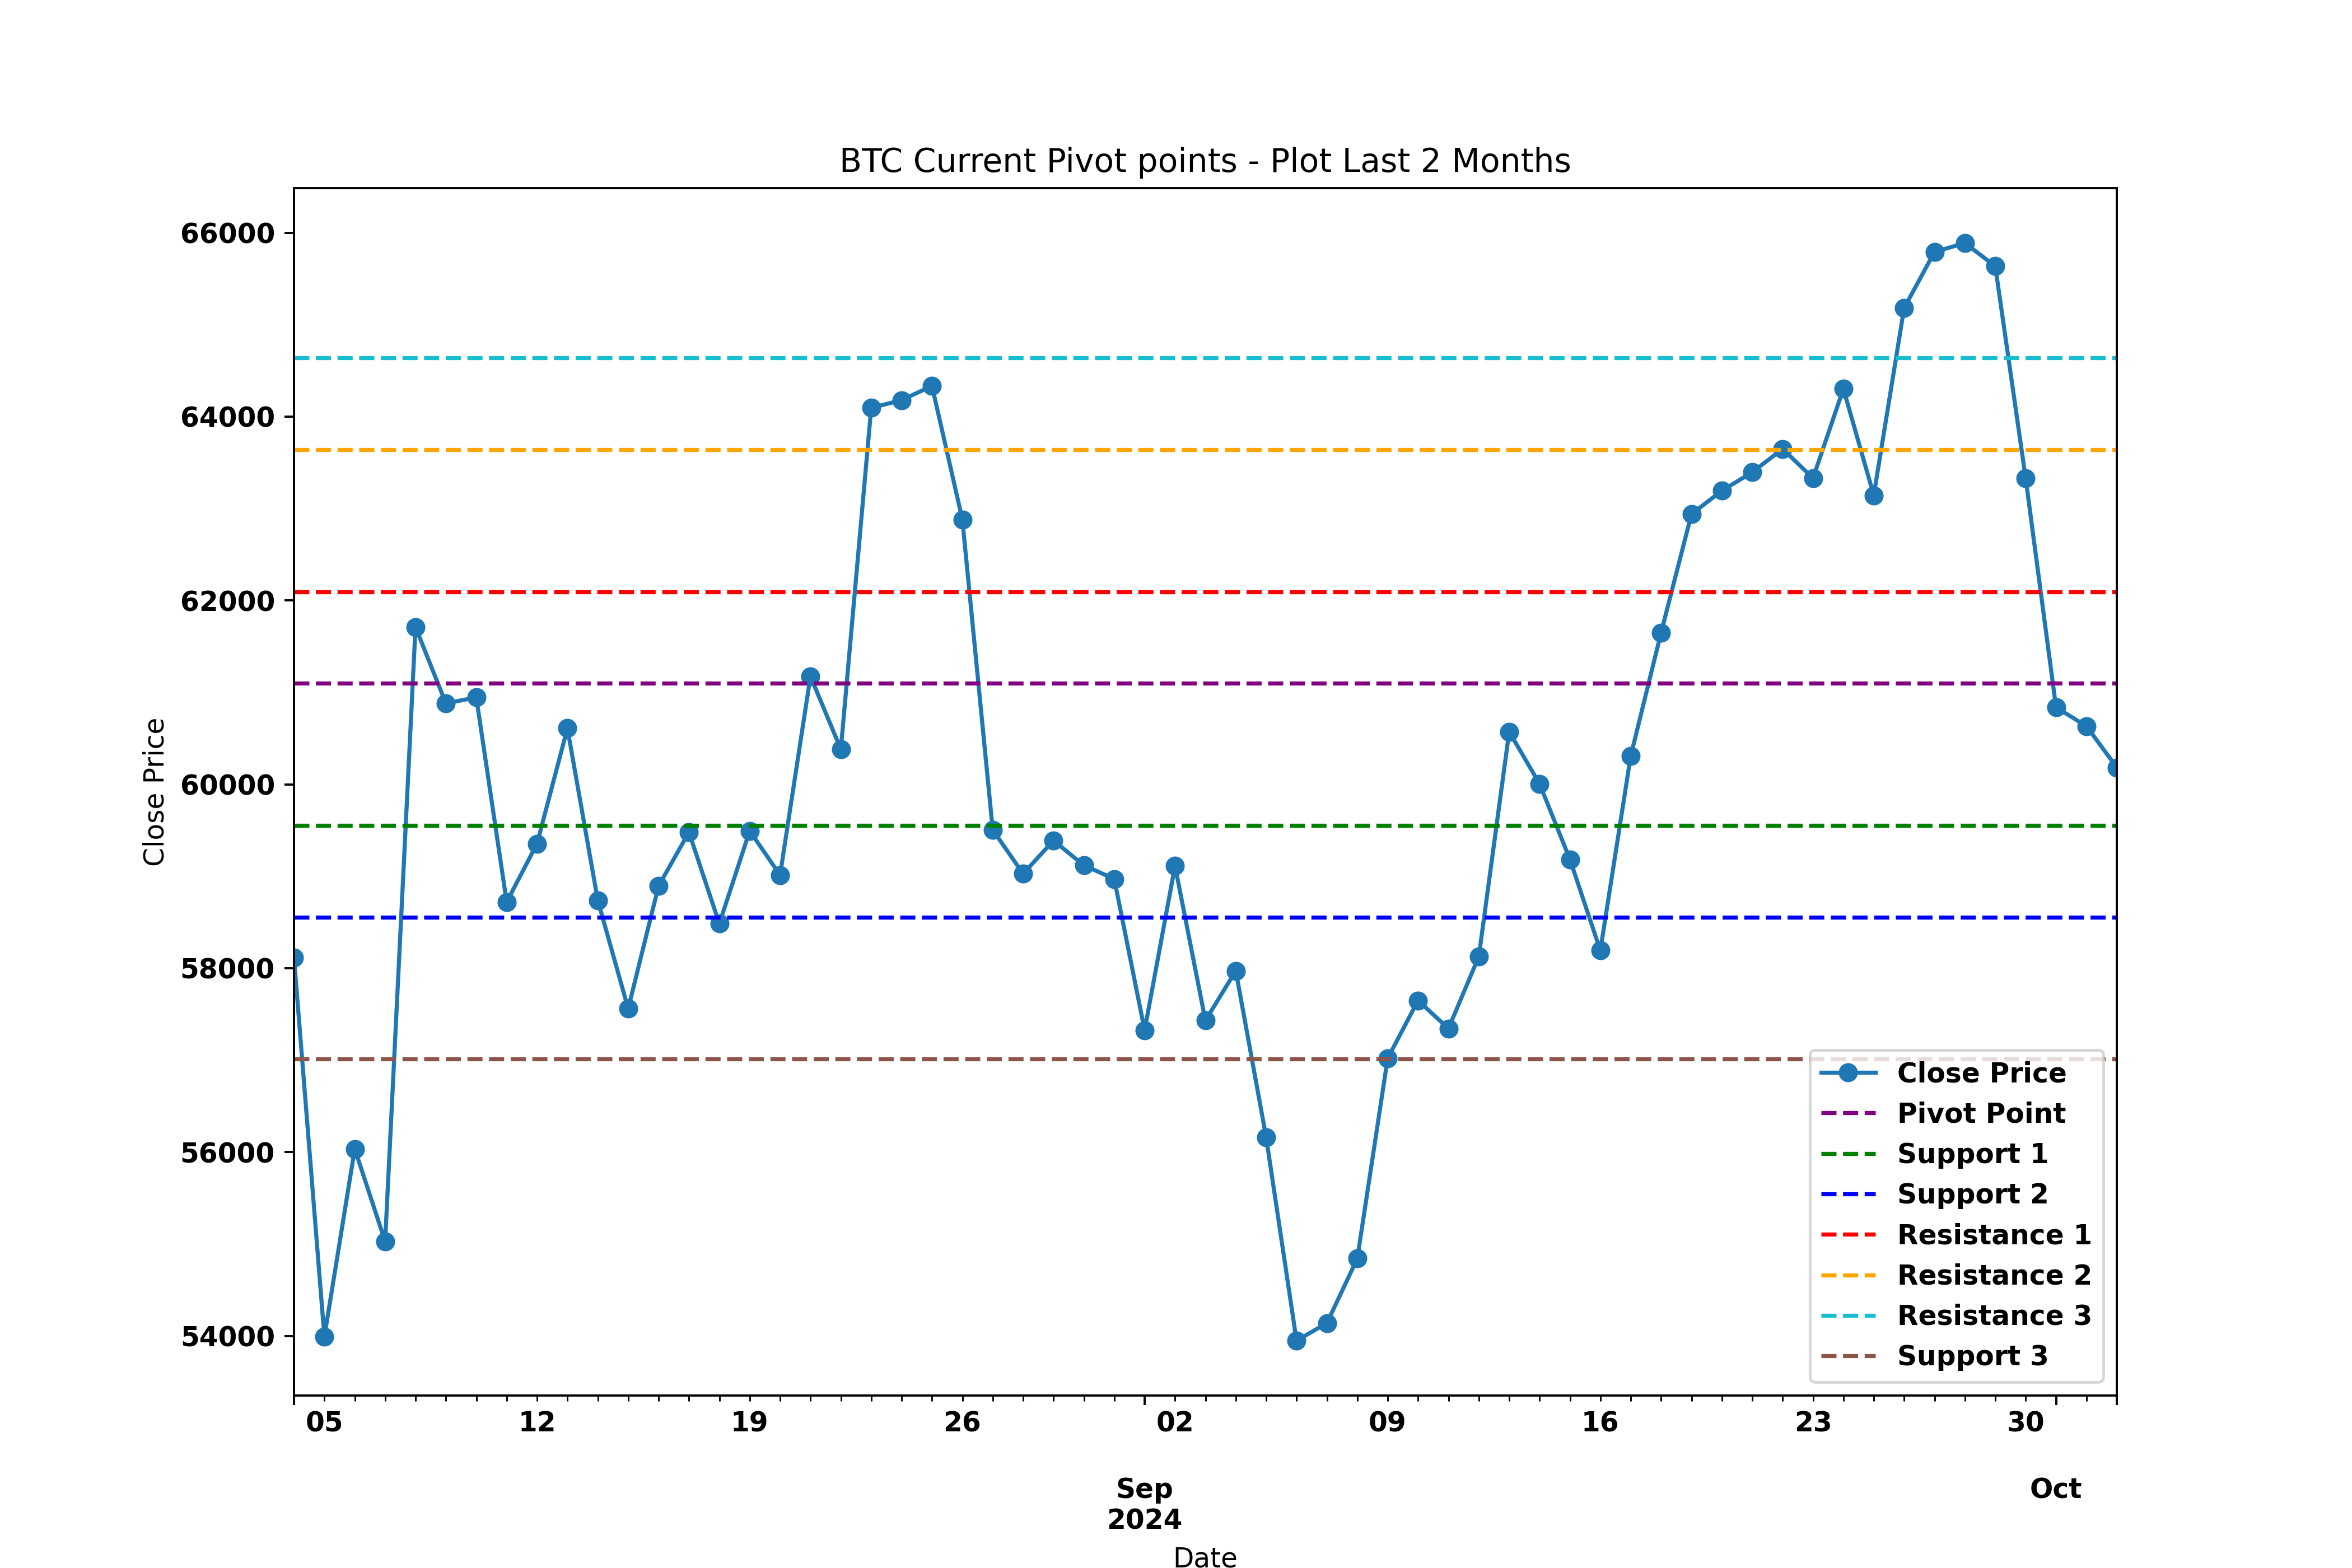 BTC Current Pivot points - Plot Last 2 Months
66000
64000
62000
60000
58000
56000
54000
Close Price
Close Price
Pivot Point
Support 1
Support 2
Resistance 1
Resistance 2
Resistance 3
Support 3
05 12 19 26 02 09 16 23 30
Sep Oct
2024
Date